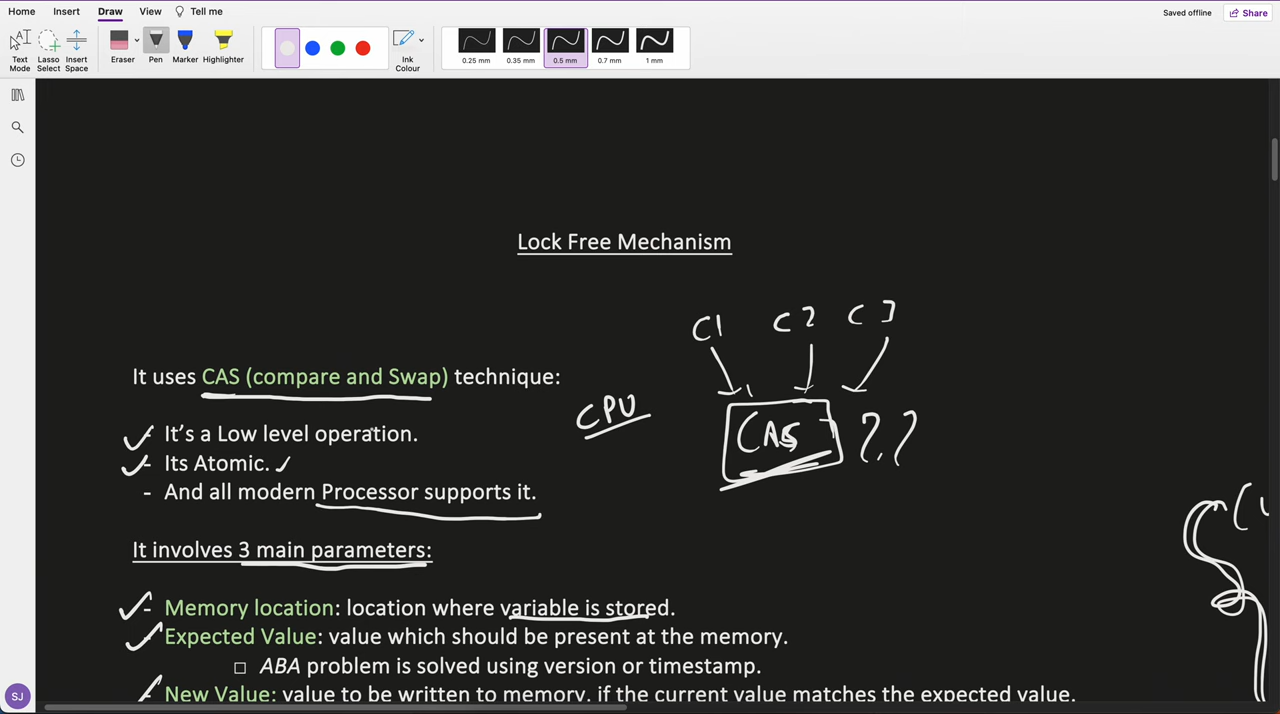 Home Insert Draw View Tell me Saved offline Share
Text Mode Lasso Select Insert Space Eraser Pen Marker Highlighter Ink Colour 0.25 mm 0.35 mm 0.5 mm 0.7 mm 1 mm
Lock Free Mechanism
C1 C2 C3
It uses CAS (compare and Swap) technique:
CPU
CAS ??
- It's a Low level operation.
- Its Atomic.
- And all modern Processor supports it.
It involves 3 main parameters:
- Memory location: location where variable is stored.
- Expected Value: value which should be present at the memory.
□ ABA problem is solved using version or timestamp.
- New Value: value to be written to memory, if the current value matches the expected value.
SJ